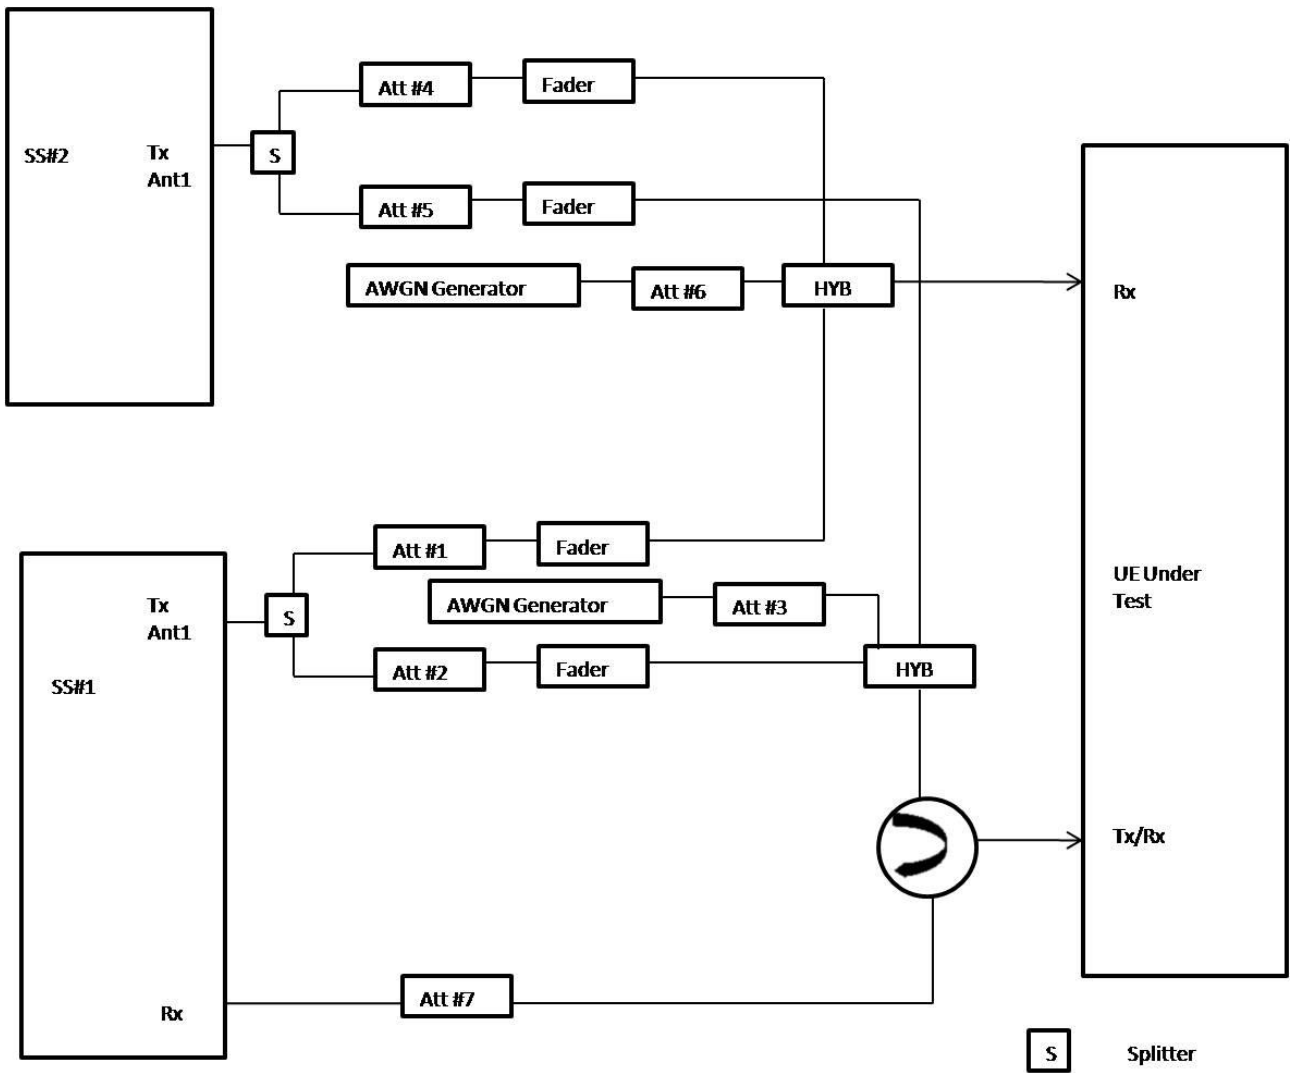 Att #4
Fader
SS#2
Tx
Ant1
S
Att #5
Fader
AWGN Generator
Att #6
HYB
Rx
Att #1
Fader
Tx
Ant1
S
AWGN Generator
Att #3
UE Under
Test
SS#1
Att #2
Fader
HYB
Tx/Rx
Rx
Att #7
S
Splitter